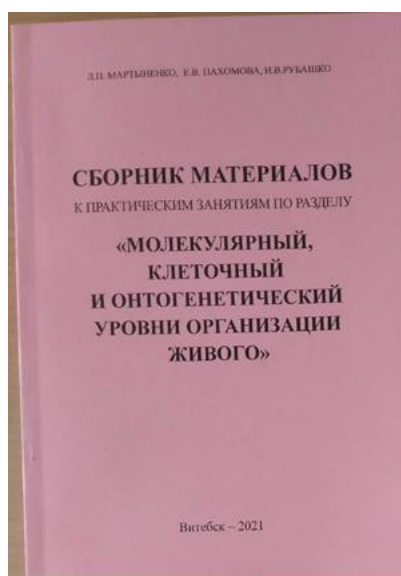 Л.П. МАРТЫНЕНКО, Е.В. ПАХОМОВА, И.В.РУБАШКО
СБОРНИК МАТЕРИАЛОВ
К ПРАКТИЧЕСКИМ ЗАНЯТИЯМ ПО РАЗДЕЛУ
«МОЛЕКУЛЯРНЫЙ,
КЛЕТОЧНЫЙ
И ОНТОГЕНЕТИЧЕСКИЙ
УРОВНИ ОРГАНИЗАЦИИ
ЖИВОГО»
Витебск – 2021